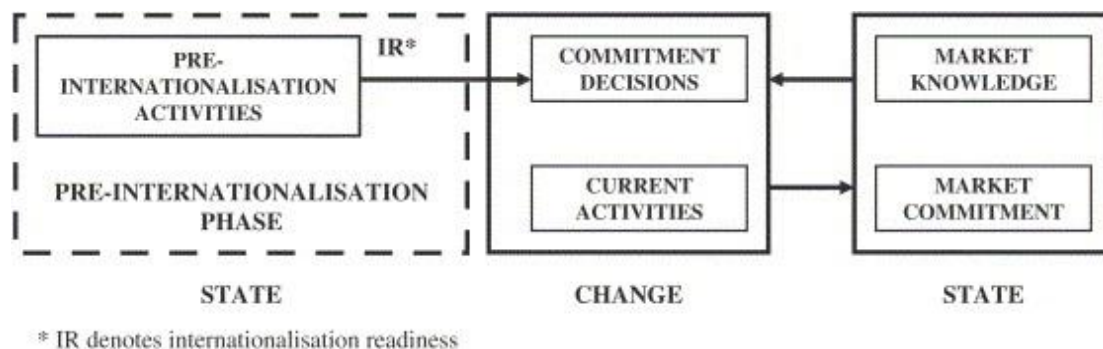 PRE-
INTERNATIONALISATION
ACTIVITIES
IR*
PRE-INTERNATIONALISATION
PHASE
STATE
COMMITMENT
DECISIONS
CURRENT
ACTIVITIES
CHANGE
MARKET
KNOWLEDGE
MARKET
COMMITMENT
STATE
* IR denotes internationalisation readiness